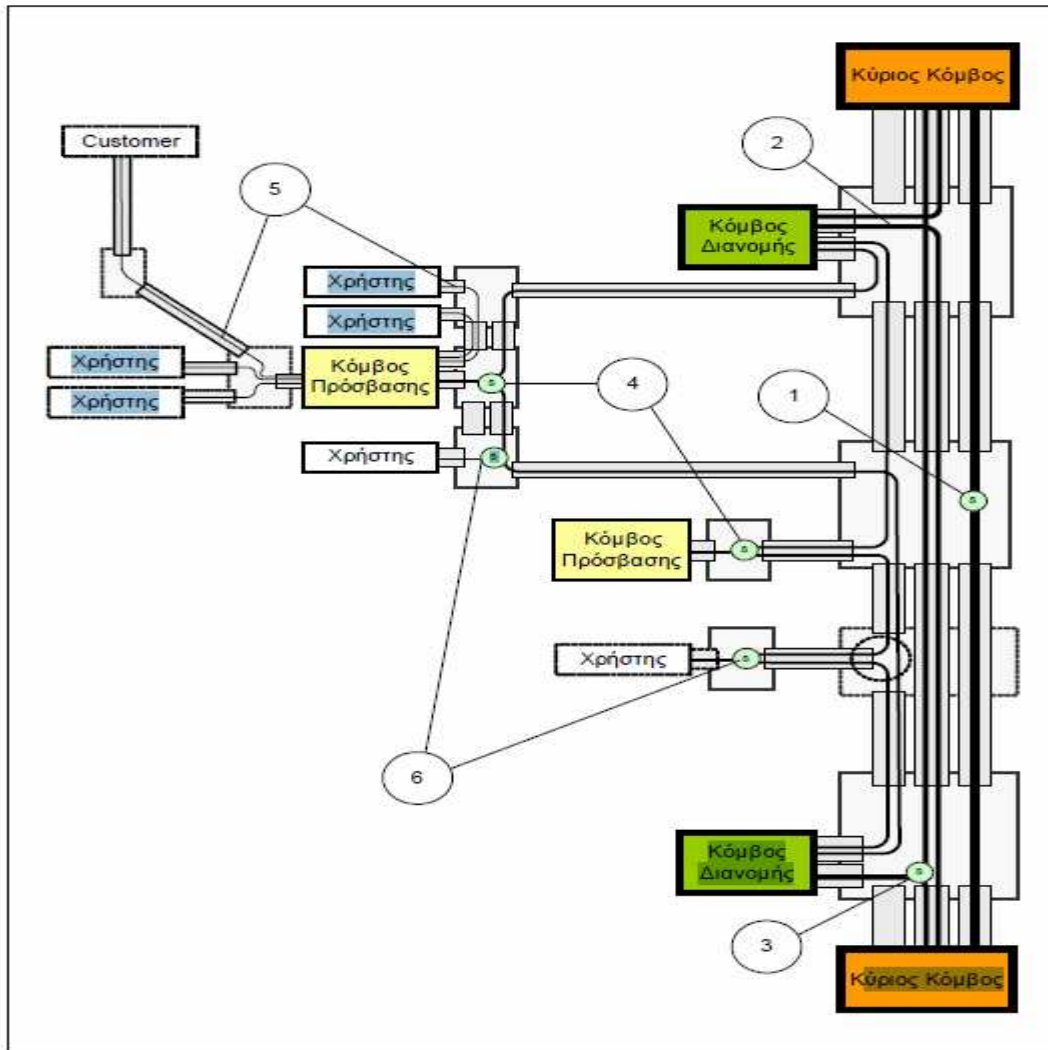 Κύριος Κόμβος
Customer
2
5
Κόμβος
Διανομής
Χρήστης
Χρήστης
Χρήστης
Κόμβος
Πρόσβασης
S
4
1
Χρήστης
Χρήστης
S
S
Κόμβος
Πρόσβασης
S
Χρήστης
S
6
Κόμβος
Διανομής
S
3
Κύριος Κόμβος